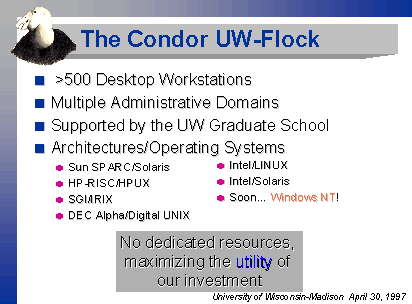 The Condor UW-Flock
>500 Desktop Workstations
Multiple Administrative Domains
Supported by the UW Graduate School
Architectures/Operating Systems
Sun SPARC/Solaris
HP-RISC/HPUX
SGI/IRIX
DEC Alpha/Digital UNIX
Intel/LINUX
Intel/Solaris
Soon... Windows NT!
No dedicated resources,
maximizing the utility of
our investment
University of Wisconsin-Madison April 30, 1997